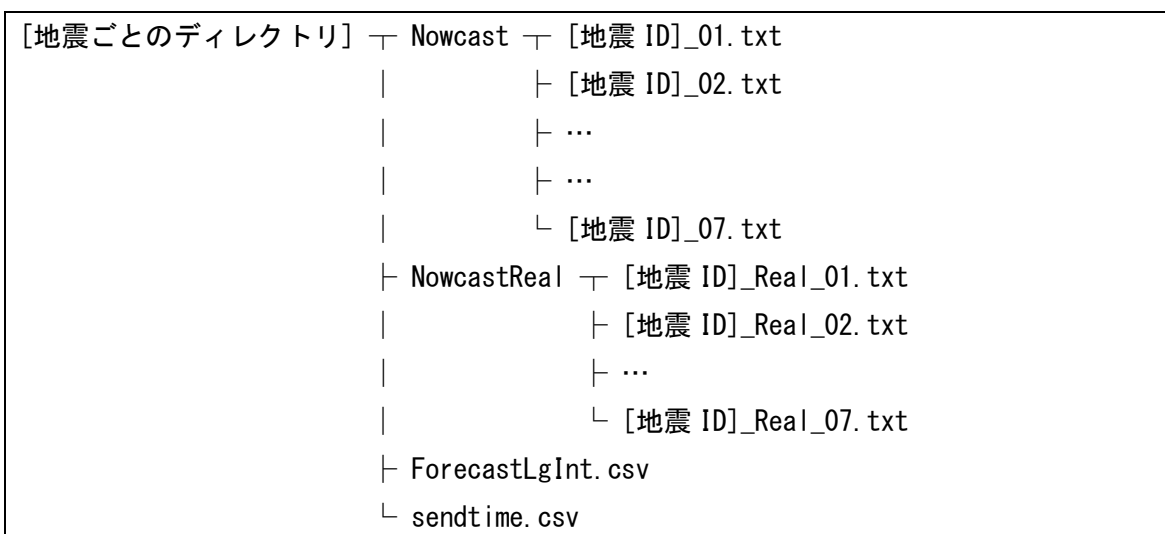 [地震ごとのディレクトリ] ┬ Nowcast ┬ [地震 ID]_01.txt
│ ├ [地震 ID]_02.txt
│ ├ …
│ ├ …
│ └ [地震 ID]_07.txt
├ NowcastReal ┬ [地震 ID]_Real_01.txt
│ ├ [地震 ID]_Real_02.txt
│ ├ …
│ └ [地震 ID]_Real_07.txt
├ ForecastLgInt.csv
└ sendtime.csv